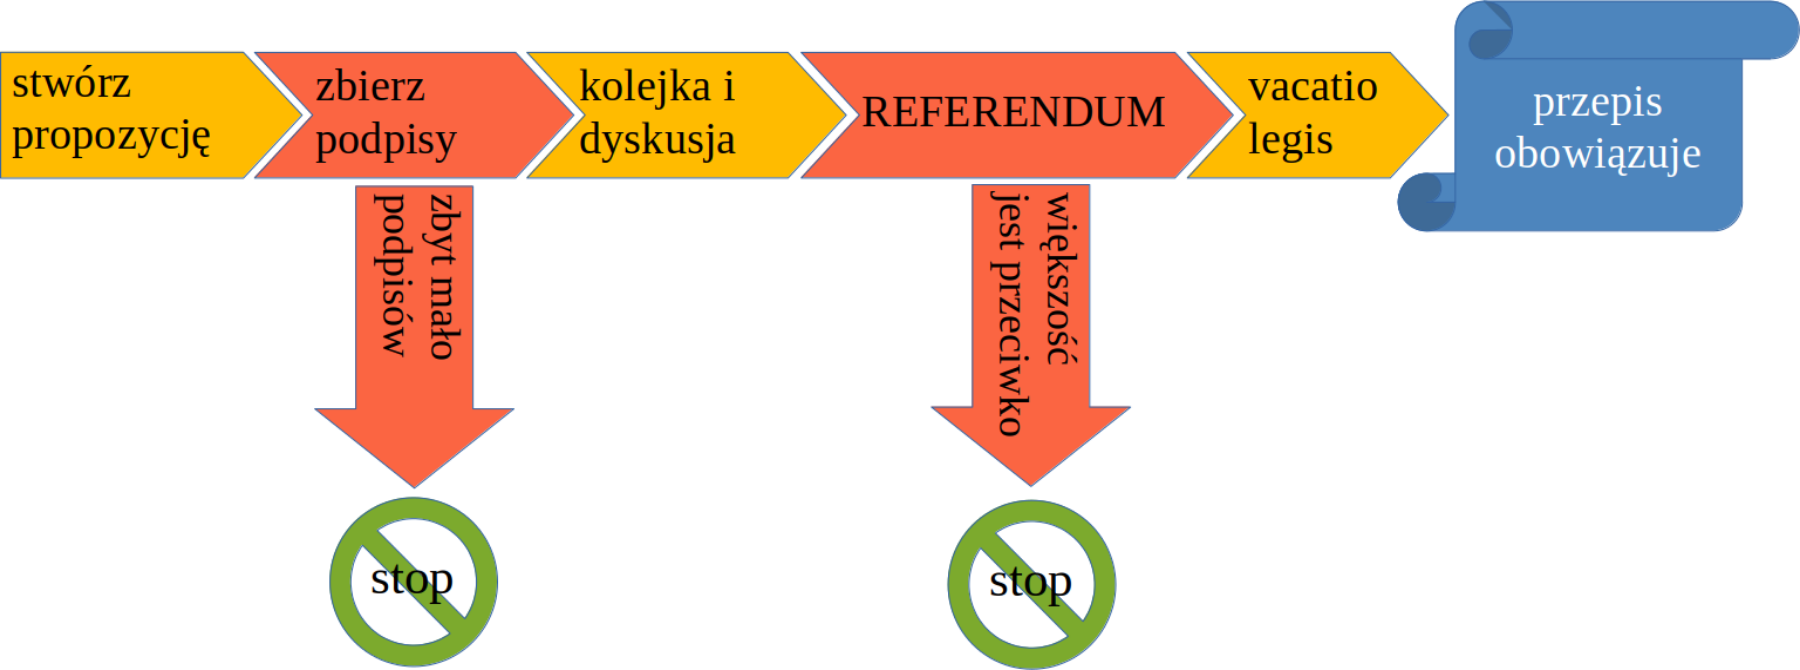 stwórz
propozycję
zbierz
podpisy
kolejka i
dyskusja
REFERENDUM
vacatio
legis
przepis
obowiązuje
zbyt mało
podpisów
większość
jest przeciwko
stop
stop